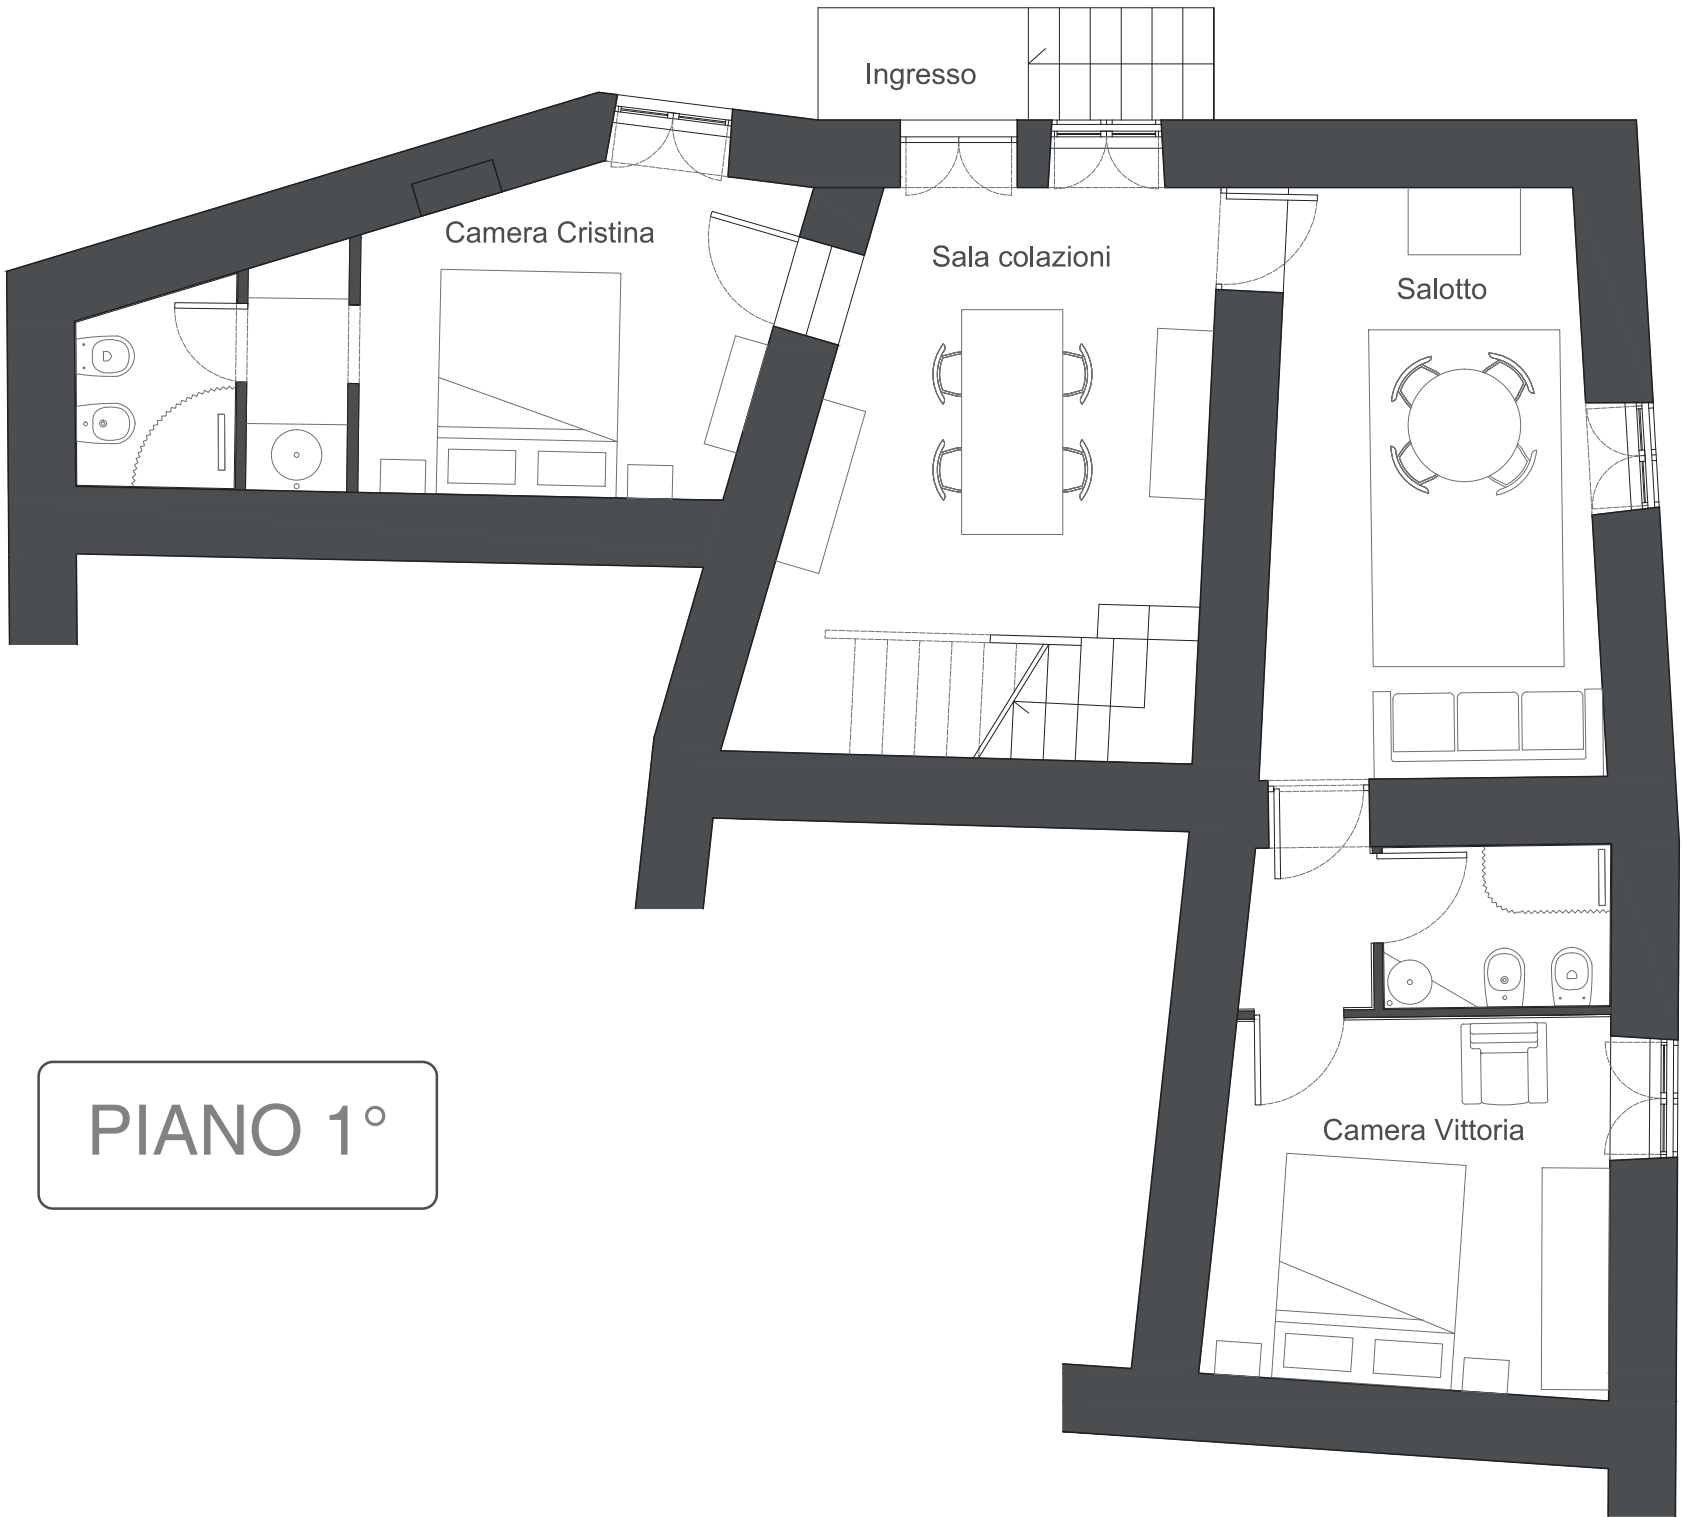 Ingresso
Camera Cristina
Sala colazioni
Salotto
PIANO 1°
Camera Vittoria